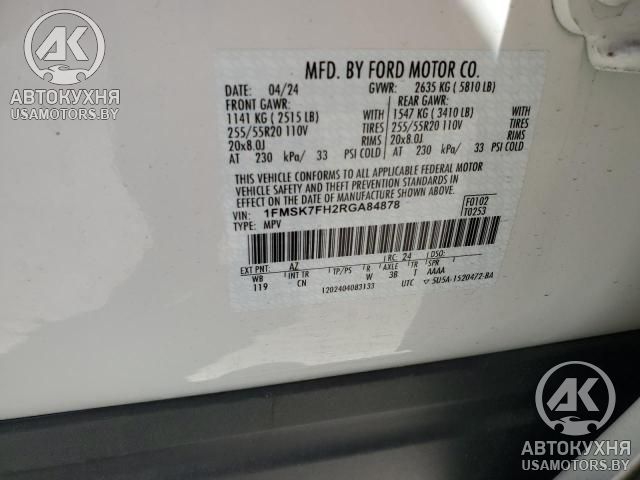 AK
АВТОКУХНЯ
USAMOTORS.BY
MFD. BY FORD MOTOR CO.
DATE: 04/24 GVWR: 2635 KG ( 5810 LB)
FRONT GAWR: REAR GAWR:
1141 KG ( 2515 LB) WITH 1547 KG ( 3410 LB) WITH
255/55R20 110V TIRES 255/55R20 110V TIRES
20x8.0J RIMS 20x8.0J RIMS
AT 230 kPa/ 33 PSI COLD AT 230 kPa/ 33 PSI COLD
THIS VEHICLE CONFORMS TO ALL APPLICABLE FEDERAL MOTOR
VEHICLE SAFETY AND THEFT PREVENTION STANDARDS IN EFFECT
ON THE DATE OF MANUFACTURE SHOWN ABOVE.
VIN: 1FMSK7FH2RGA84878 F0102
TYPE: MPV T0253
EXT PNT: AZ RC: 24 DSO:
WB INT TR TP/PS R AXLE TR SPR
119 CN W 3B T AAAA
1202404083133 UTC ▽ 5U5A-1520472-BA
AK
АВТОКУХНЯ
USAMOTORS.BY